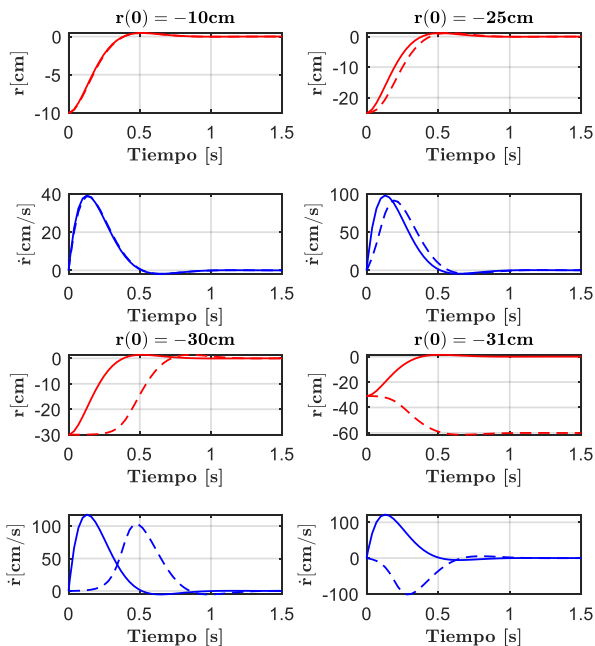 r(0) = −10cm
r[cm]
0
-5
-10
0 0.5 1 1.5
Tiempo [s]
r(0) = −25cm
r[cm]
0
-10
-20
0 0.5 1 1.5
Tiempo [s]
ṙ[cm/s]
40
20
0
0 0.5 1 1.5
Tiempo [s]
ṙ[cm/s]
100
50
0
0 0.5 1 1.5
Tiempo [s]
r(0) = −30cm
r[cm]
0
-10
-20
-30
0 0.5 1 1.5
Tiempo [s]
r(0) = −31cm
r[cm]
0
-20
-40
-60
0 0.5 1 1.5
Tiempo [s]
ṙ[cm/s]
100
50
0
0 0.5 1 1.5
Tiempo [s]
ṙ[cm/s]
100
0
-100
0 0.5 1 1.5
Tiempo [s]